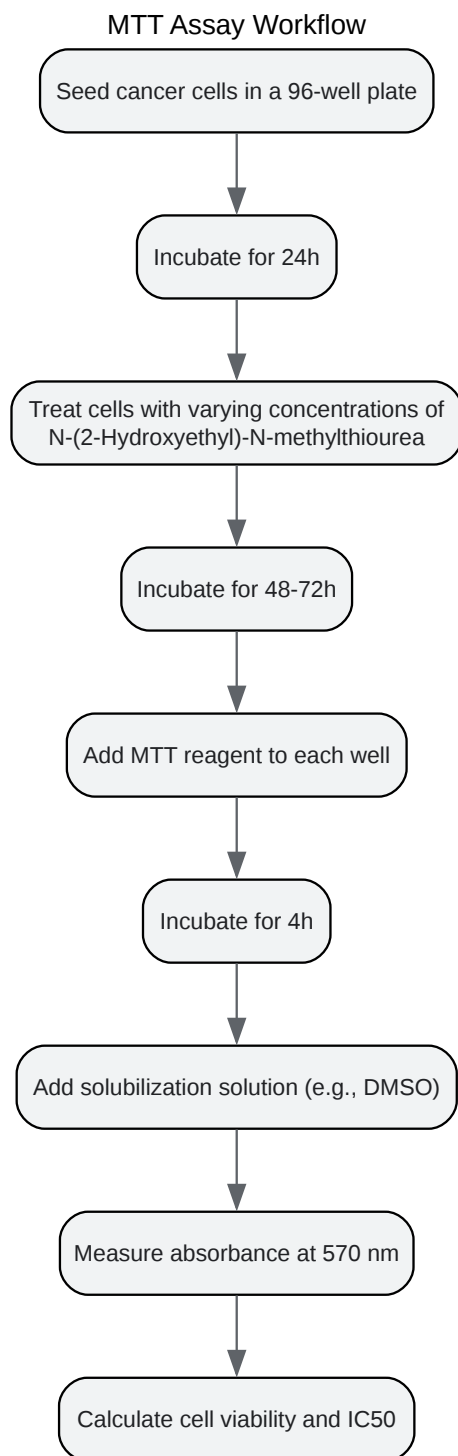 MTT Assay Workflow
Seed cancer cells in a 96-well plate
Incubate for 24h
Treat cells with varying concentrations of
N-(2-Hydroxyethyl)-N-methylthiourea
Incubate for 48-72h
Add MTT reagent to each well
Incubate for 4h
Add solubilization solution (e.g., DMSO)
Measure absorbance at 570 nm
Calculate cell viability and IC50